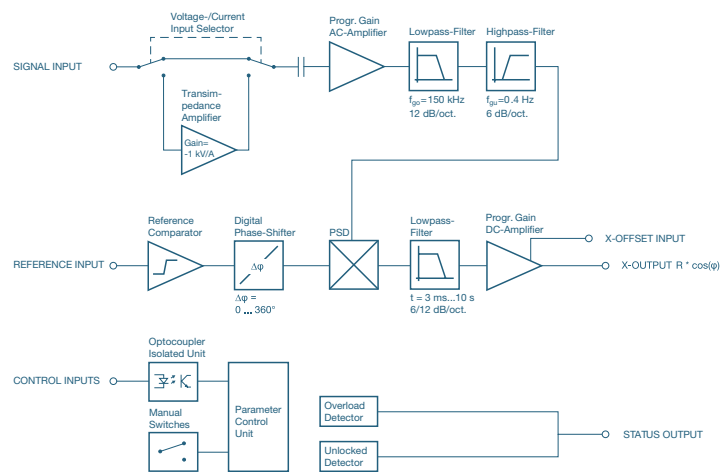 Voltage-/Current
Input Selector
SIGNAL INPUT
Transim-
pedance
Amplifier
Gain=
-1 kV/A
Progr. Gain
AC-Amplifier
Lowpass-Filter
fgo=150 kHz
12 dB/oct.
Highpass-Filter
fgu=0.4 Hz
6 dB/oct.
REFERENCE INPUT
Reference
Comparator
Digital
Phase-Shifter
Δφ
Δφ =
0 ... 360°
PSD
Lowpass-
Filter
t = 3 ms...10 s
6/12 dB/oct.
Progr. Gain
DC-Amplifier
X-OFFSET INPUT
X-OUTPUT R * cos(φ)
CONTROL INPUTS
Optocoupler
Isolated Unit
Manual
Switches
Parameter
Control
Unit
Overload
Detector
Unlocked
Detector
STATUS OUTPUT